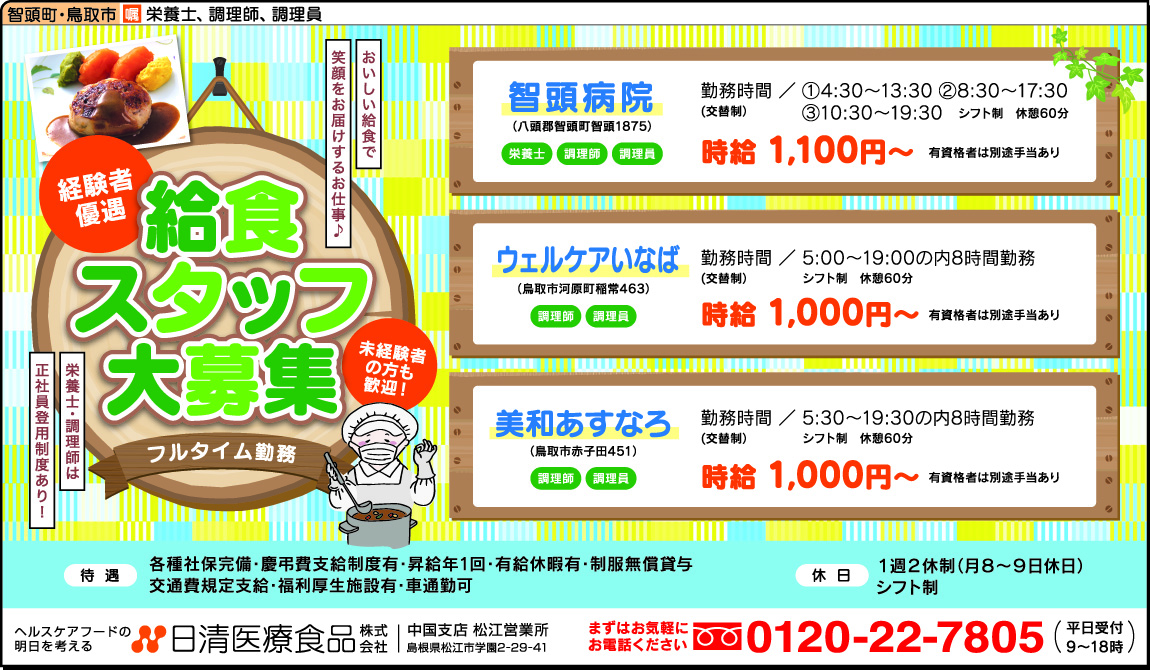 智頭町・鳥取市 嘱 栄養士、調理師、調理員
おいしい給食で
笑顔をお届けするお仕事♪
経験者
優遇
給食
スタッフ
大募集
未経験者
の方も
歓迎！
栄養士・調理師は
正社員登用制度あり！
フルタイム勤務
智頭病院
（八頭郡智頭町智頭1875）
栄養士 調理師 調理員
勤務時間 ／ ①4:30〜13:30 ②8:30〜17:30
（交替制） ③10:30〜19:30 シフト制 休憩60分
時給 1,100円〜 有資格者は別途手当あり
ウェルケアいなば
（鳥取市河原町稲常463）
調理師 調理員
勤務時間 ／ 5:00〜19:00の内8時間勤務
（交替制） シフト制 休憩60分
時給 1,000円〜 有資格者は別途手当あり
美和あすなろ
（鳥取市赤子田451）
調理師 調理員
勤務時間 ／ 5:30〜19:30の内8時間勤務
（交替制） シフト制 休憩60分
時給 1,000円〜 有資格者は別途手当あり
待遇
各種社保完備・慶弔費支給制度有・昇給年1回・有給休暇有・制服無償貸与
交通費規定支給・福利厚生施設有・車通勤可
休日
1週2休制（月8〜9日休日）
シフト制
ヘルスケアフードの
明日を考える
日清医療食品 株式会社
中国支店 松江営業所
島根県松江市学園2-29-41
まずはお気軽に
お電話ください
0120-22-7805
（平日受付
9〜18時）